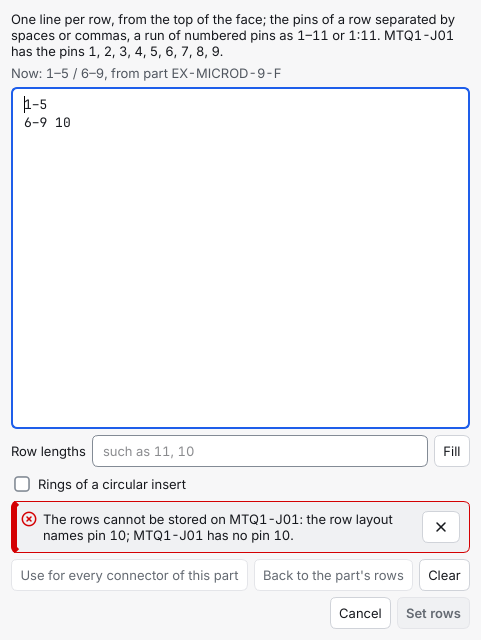 One line per row, from the top of the face; the pins of a row separated by
spaces or commas, a run of numbered pins as 1–11 or 1:11. MTQ1-J01
has the pins 1, 2, 3, 4, 5, 6, 7, 8, 9.
Now: 1–5 / 6–9, from part EX-MICROD-9-F
1–5
6–9 10
Row lengths
such as 11, 10
Fill
Rings of a circular insert
The rows cannot be stored on MTQ1-J01: the row layout
names pin 10; MTQ1-J01 has no pin 10.
Use for every connector of this part
Back to the part's rows
Clear
Cancel
Set rows